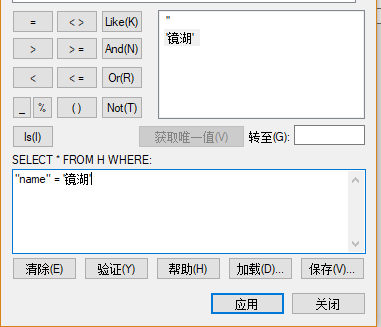 = < > Like(K)
''
> > = And(N)
'镜湖'
< < = Or(R)
_ % ( ) Not(T)
Is(I) 获取唯一值(V) 转至(G):
SELECT * FROM H WHERE:
"name" = '镜湖'
清除(E) 验证(Y) 帮助(H) 加载(D)... 保存(V)...
应用 关闭